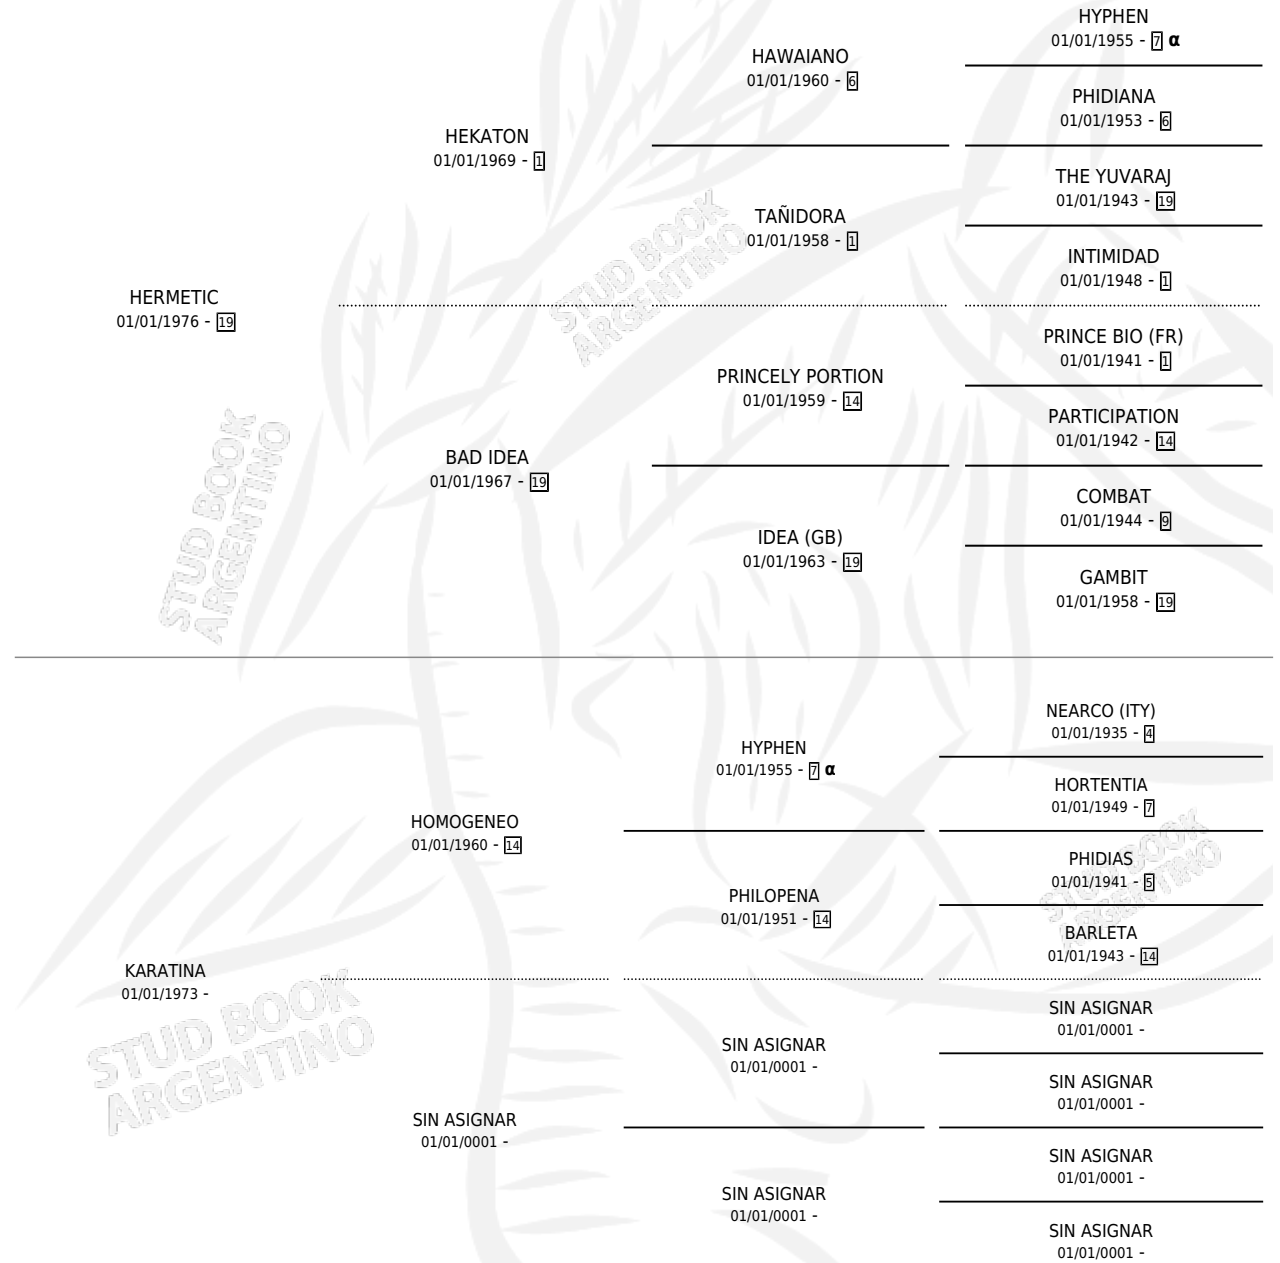 HYPHEN
01/01/1955 - 7 α
HAWAIANO
01/01/1960 - 6
PHIDIANA
01/01/1953 - 6
HEKATON
01/01/1969 - 1
THE YUVARAJ
01/01/1943 - 19
TAÑIDORA
01/01/1958 - 1
INTIMIDAD
01/01/1948 - 1
HERMETIC
01/01/1976 - 19
PRINCE BIO (FR)
01/01/1941 - 1
PRINCELY PORTION
01/01/1959 - 14
PARTICIPATION
01/01/1942 - 14
BAD IDEA
01/01/1967 - 19
COMBAT
01/01/1944 - 9
IDEA (GB)
01/01/1963 - 19
GAMBIT
01/01/1958 - 19
STUD BOOK
ARGENTINO
STUD BOOK
ARGENTINO
NEARCO (ITY)
01/01/1935 - 4
HYPHEN
01/01/1955 - 7 α
HORTENTIA
01/01/1949 - 7
HOMOGENEO
01/01/1960 - 14
PHIDIAS
01/01/1941 - 5
PHILOPENA
01/01/1951 - 14
BARLETA
01/01/1943 - 14
KARATINA
01/01/1973 -
SIN ASIGNAR
01/01/0001 -
SIN ASIGNAR
01/01/0001 -
SIN ASIGNAR
01/01/0001 -
SIN ASIGNAR
01/01/0001 -
SIN ASIGNAR
01/01/0001 -
SIN ASIGNAR
01/01/0001 -
SIN ASIGNAR
01/01/0001 -
STUD BOOK
ARGENTINO
STUD BOOK
ARGENTINO